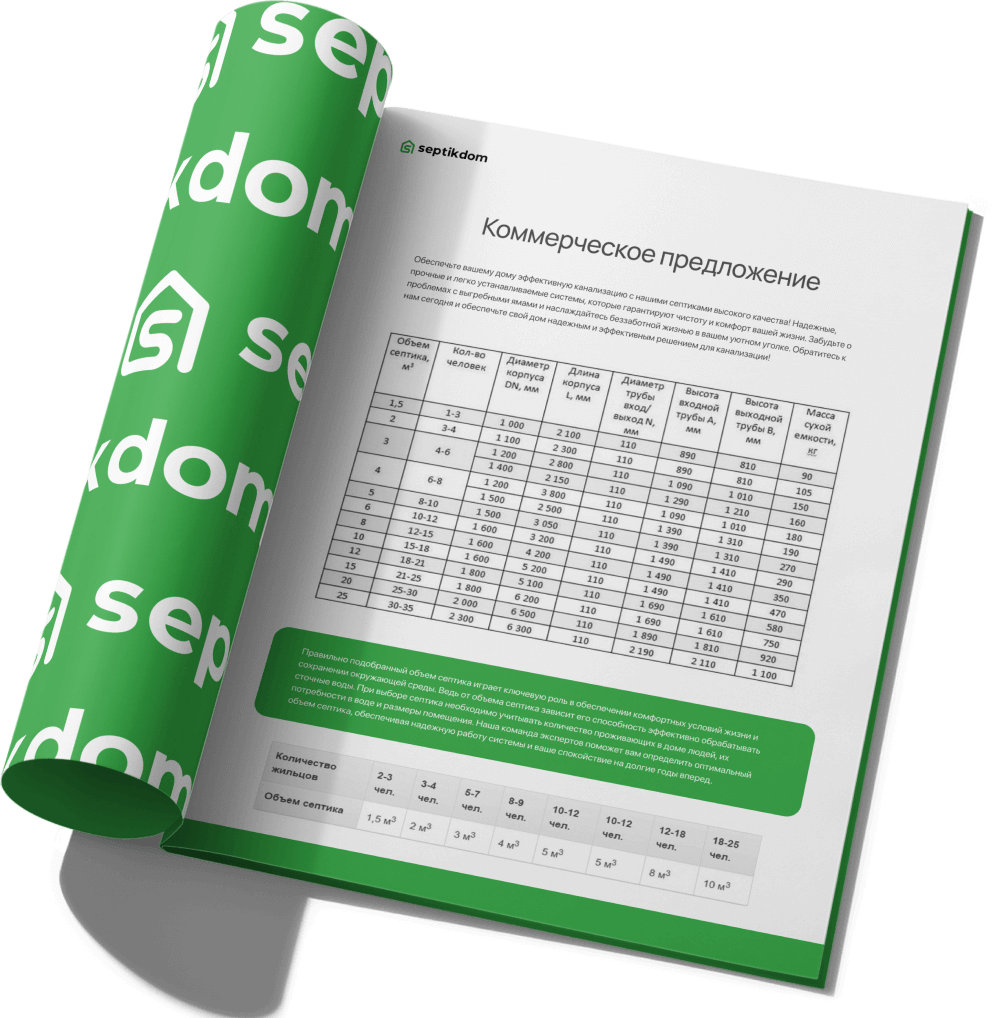 septikdom
Коммерческое предложение
Обеспечьте вашему дому эффективную канализацию с нашими септиками высокого качества! Надежные,
прочные и легко устанавливаемые системы, которые гарантируют чистоту и комфорт вашей жизни. Забудьте о
проблемах с выгребными ямами и наслаждайтесь беззаботной жизнью в вашем уютном уголке. Обратитесь к
нам сегодня и обеспечьте свой дом надежным и эффективным решением для канализации!
Объем септика, м³ Кол-во человек Диаметр корпуса DN, мм Длина корпуса L, мм Диаметр трубы вход/ выход N, мм Высота входной трубы A, мм Высота выходной трубы B, мм Масса сухой емкости, кг
1,5 1-3 1 000 2 100 110 890 810 90
2 3-4 1 100 2 300 110 890 810 105
3 4-6 1 200 2 800 110 1 090 1 010 150
1 400 2 150 110 1 290 1 210 160
4 6-8 1 200 3 800 110 1 090 1 010 180
1 500 2 500 110 1 390 1 310 190
5 8-10 1 500 3 050 110 1 390 1 310 270
6 10-12 1 600 3 200 110 1 490 1 410 290
8 12-15 1 600 4 200 110 1 490 1 410 350
10 15-18 1 600 5 200 110 1 490 1 410 470
12 18-21 1 800 5 100 110 1 690 1 610 580
15 21-25 1 800 6 200 110 1 690 1 610 750
20 25-30 2 000 6 500 110 1 890 1 810 920
25 30-35 2 300 6 300 110 2 190 2 110 1 100
Правильно подобранный объем септика играет ключевую роль в обеспечении комфортных условий жизни и
сохранении окружающей среды. Ведь от объема септика зависит его способность эффективно обрабатывать
сточные воды. При выборе септика необходимо учитывать количество проживающих в доме людей, их
потребности в воде и размеры помещения. Наша команда экспертов поможет вам определить оптимальный
объем септика, обеспечивая надежную работу системы и ваше спокойствие на долгие годы вперед.
Количество жильцов 2-3 чел. 3-4 чел. 5-7 чел. 8-9 чел. 10-12 чел. 10-12 чел. 12-18 чел. 18-25 чел.
Объем септика 1,5 м³ 2 м³ 3 м³ 4 м³ 5 м³ 5 м³ 8 м³ 10 м³
sep
kdom
se
kdom
sep
kdom